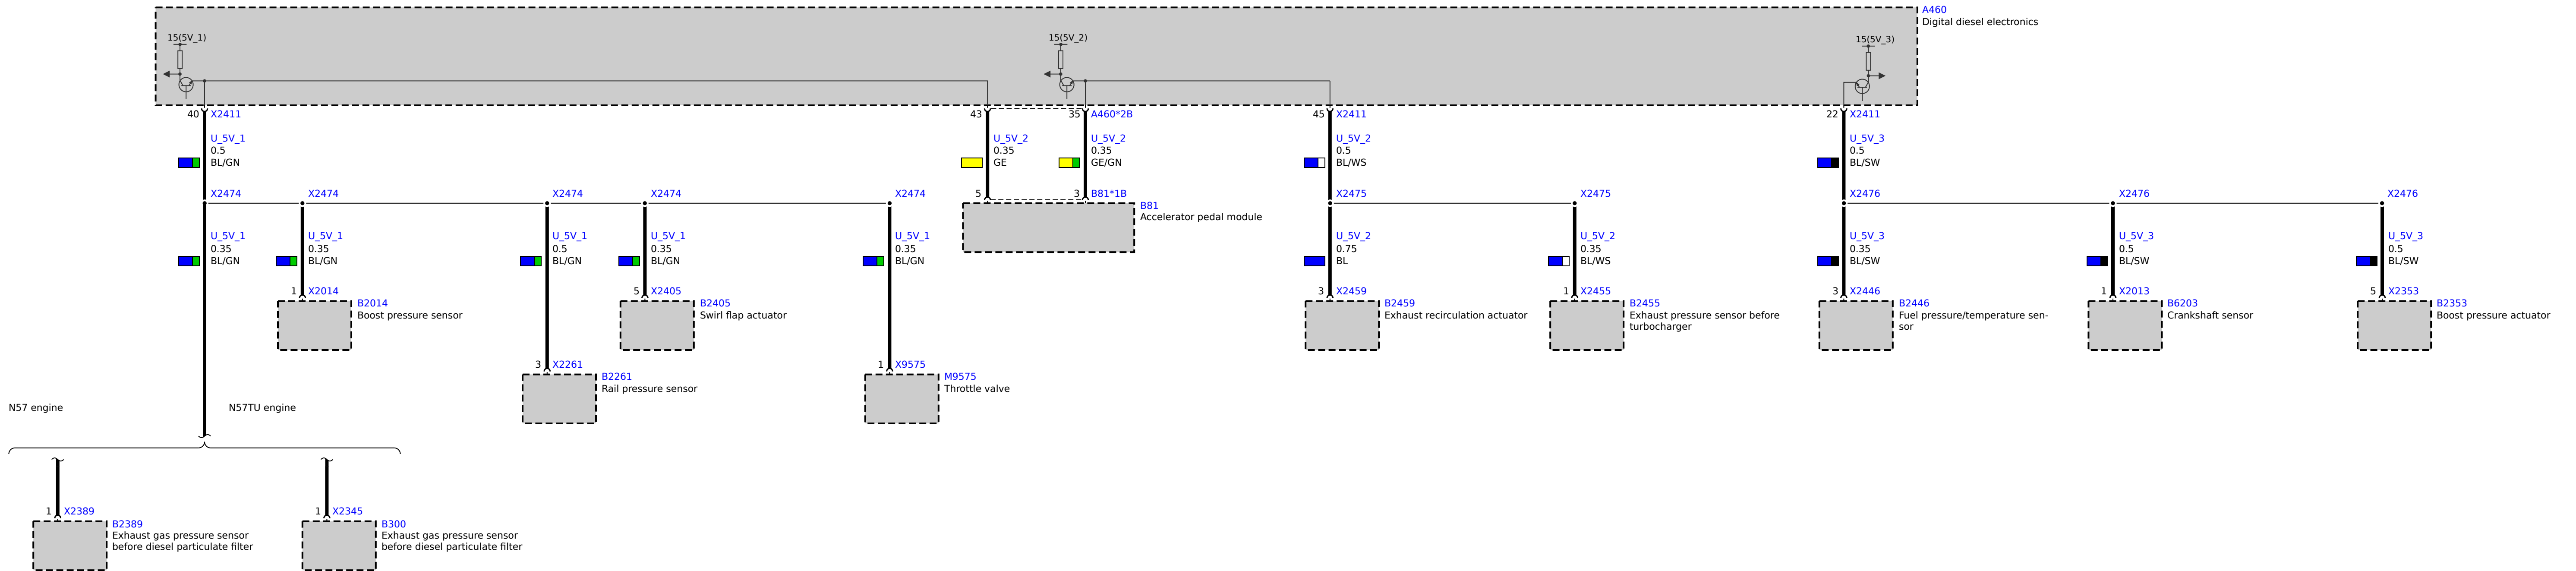 A460
Digital diesel electronics
15(5V_1)
15(5V_2)
15(5V_3)
40 X2411
43
35 A460*2B
45 X2411
22 X2411
U_5V_1
0.5
BL/GN
U_5V_2
0.35
GE
U_5V_2
0.35
GE/GN
U_5V_2
0.5
BL/WS
U_5V_3
0.5
BL/SW
X2474
X2474
X2474
X2474
X2474
5
3 B81*1B
X2475
X2475
X2476
X2476
X2476
B81
Accelerator pedal module
U_5V_1
0.35
BL/GN
U_5V_1
0.35
BL/GN
U_5V_1
0.5
BL/GN
U_5V_1
0.35
BL/GN
U_5V_1
0.35
BL/GN
U_5V_2
0.75
BL
U_5V_2
0.35
BL/WS
U_5V_3
0.35
BL/SW
U_5V_3
0.5
BL/SW
U_5V_3
0.5
BL/SW
1 X2014
B2014
Boost pressure sensor
5 X2405
B2405
Swirl flap actuator
3 X2459
B2459
Exhaust recirculation actuator
1 X2455
B2455
Exhaust pressure sensor before
turbocharger
3 X2446
B2446
Fuel pressure/temperature sen-
sor
1 X2013
B6203
Crankshaft sensor
5 X2353
B2353
Boost pressure actuator
3 X2261
B2261
Rail pressure sensor
1 X9575
M9575
Throttle valve
N57 engine
N57TU engine
1 X2389
B2389
Exhaust gas pressure sensor
before diesel particulate filter
1 X2345
B300
Exhaust gas pressure sensor
before diesel particulate filter